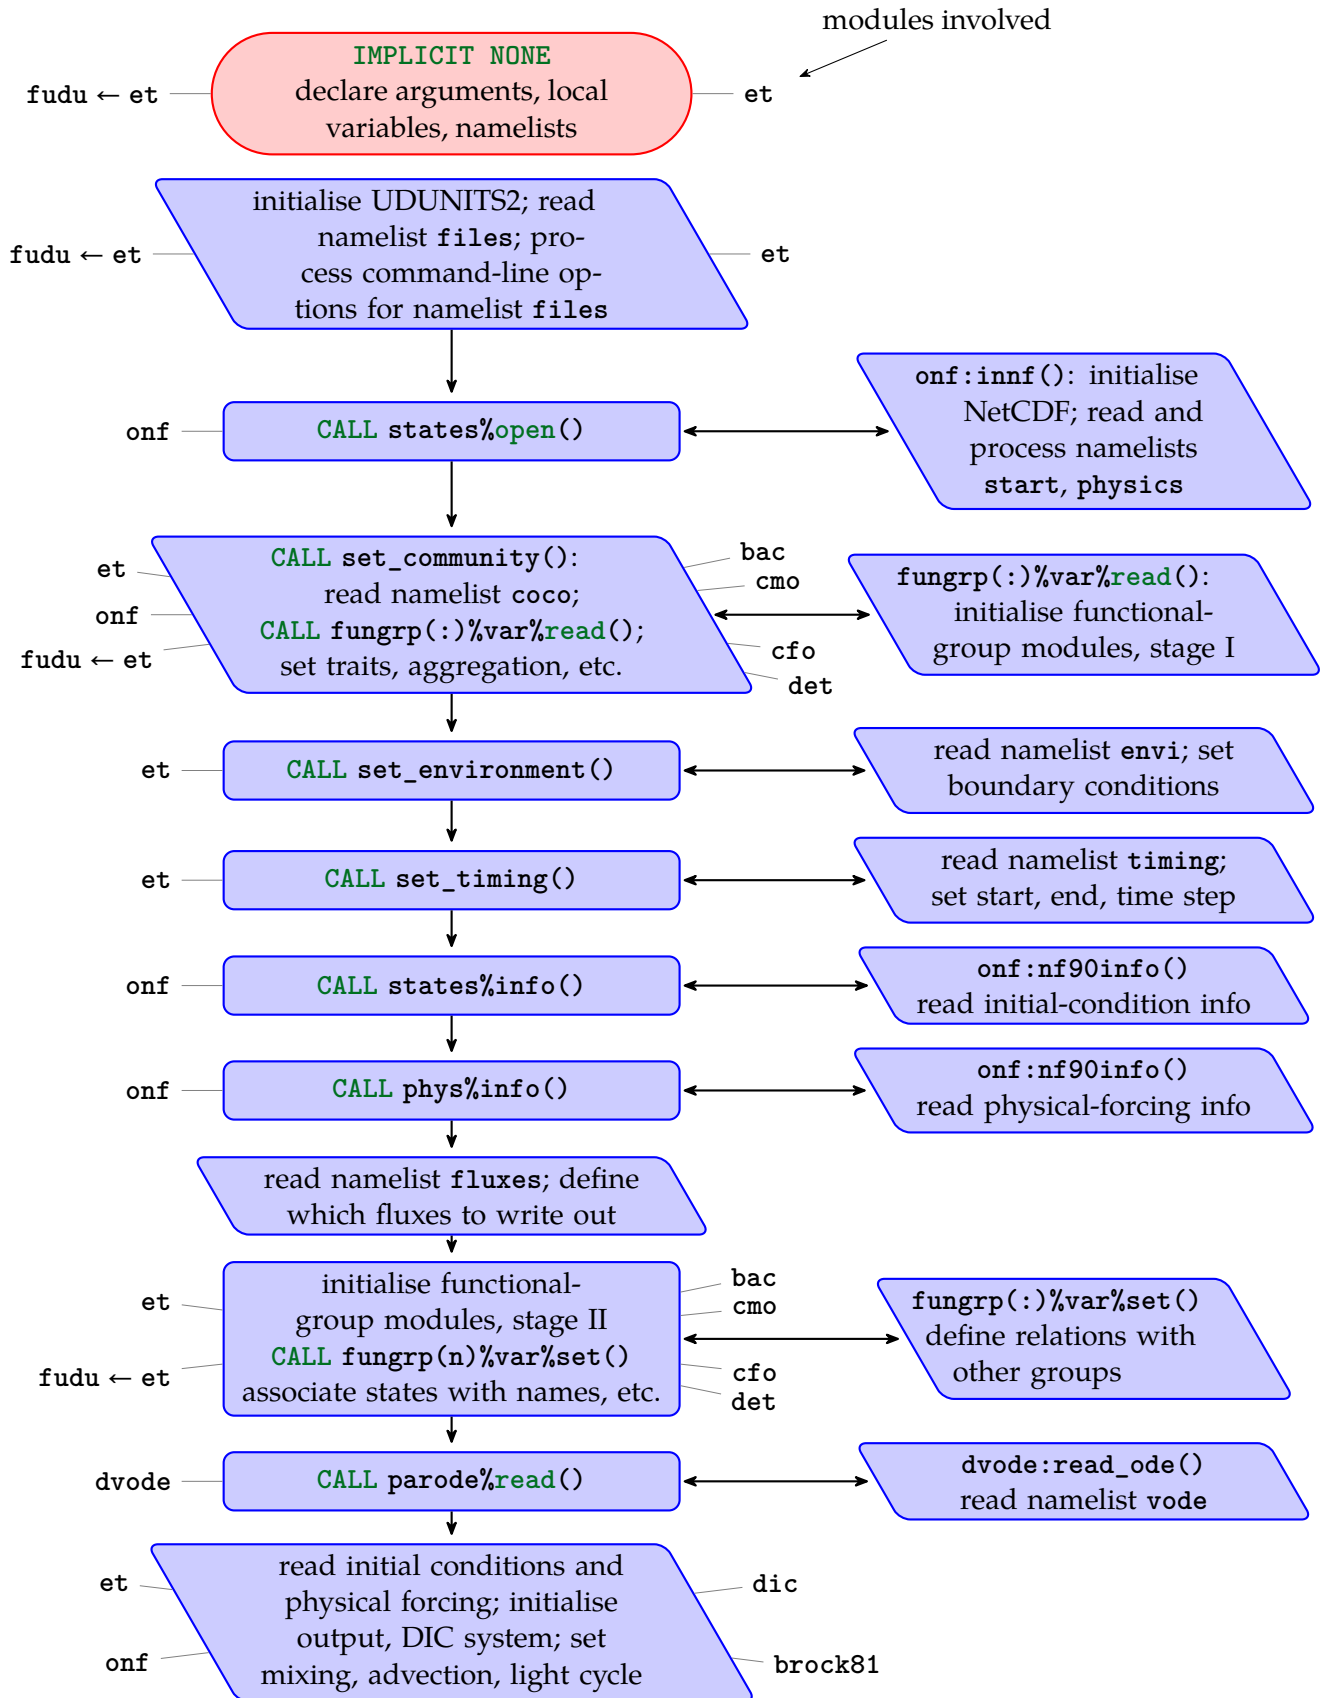 modules involved
IMPLICIT NONE
declare arguments, local
variables, namelists
fudu ← et
et
initialise UDUNITS2; read
namelist files; pro-
cess command-line op-
tions for namelist files
fudu ← et
et
onf
CALL states%open()
onf:innf(): initialise
NetCDF; read and
process namelists
start, physics
et
onf
fudu ← et
CALL set_community():
read namelist coco;
CALL fungrp(:)%var%read();
set traits, aggregation, etc.
bac
cmo
cfo
det
fungrp(:)%var%read():
initialise functional-
group modules, stage I
et
CALL set_environment()
read namelist envi; set
boundary conditions
et
CALL set_timing()
read namelist timing;
set start, end, time step
onf
CALL states%info()
onf:nf90info()
read initial-condition info
onf
CALL phys%info()
onf:nf90info()
read physical-forcing info
read namelist fluxes; define
which fluxes to write out
et
fudu ← et
initialise functional-
group modules, stage II
CALL fungrp(n)%var%set()
associate states with names, etc.
bac
cmo
cfo
det
fungrp(:)%var%set()
define relations with
other groups
dvode
CALL parode%read()
dvode:read_ode()
read namelist vode
et
onf
read initial conditions and
physical forcing; initialise
output, DIC system; set
mixing, advection, light cycle
dic
brock81